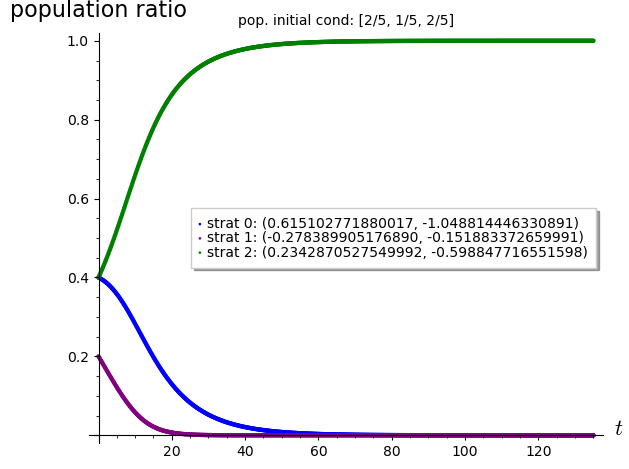 population ratio
pop. initial cond: [2/5, 1/5, 2/5]
1.0
0.8
0.6
strat 0: (0.615102771880017, -1.048814446330891)
strat 1: (-0.278389905176890, -0.151883372659991)
strat 2: (0.2342870527549992, -0.598847716551598)
0.4
0.2
t
20 40 60 80 100 120